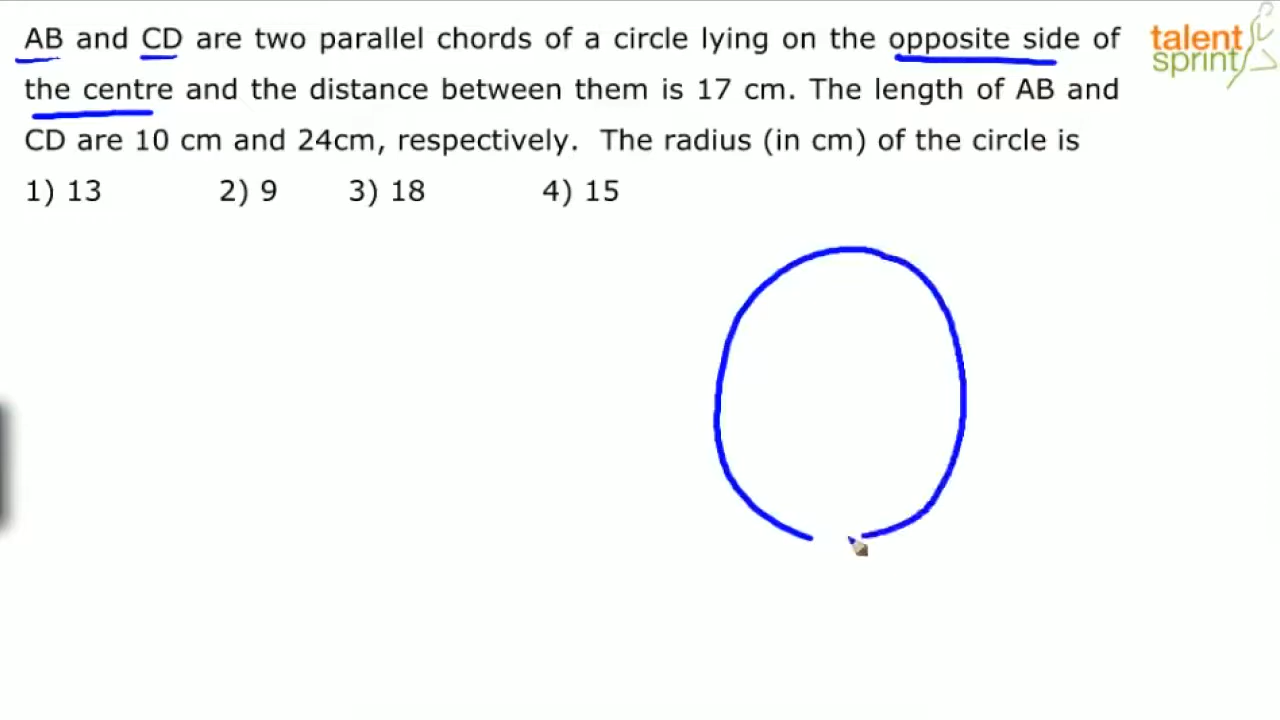 AB and CD are two parallel chords of a circle lying on the opposite side of
the centre and the distance between them is 17 cm. The length of AB and
CD are 10 cm and 24cm, respectively. The radius (in cm) of the circle is
1) 13 2) 9 3) 18 4) 15
talent
sprint